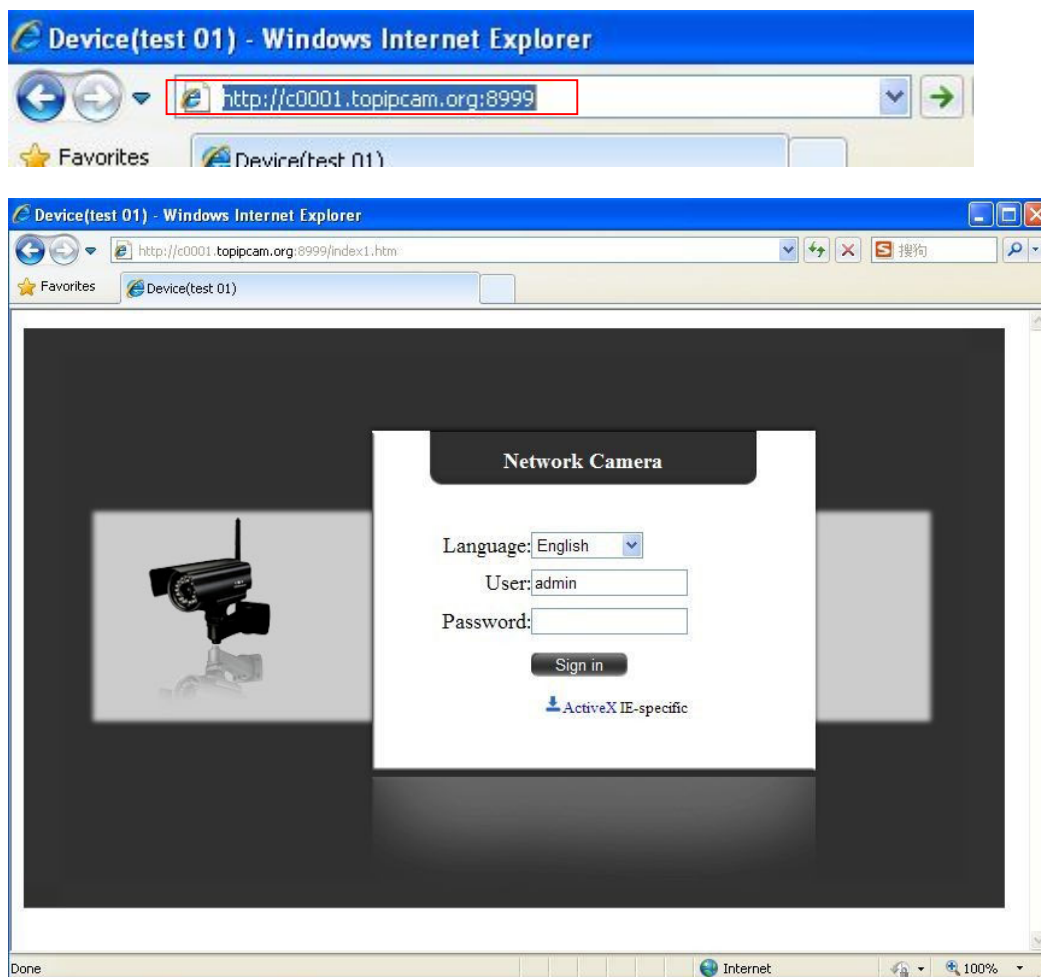 Device(test 01) - Windows Internet Explorer
http://c0001.topipcam.org:8999
Favorites Device(test 01)
Device(test 01) - Windows Internet Explorer
http://c0001.topipcam.org:8999/index1.htm 搜狗
Favorites Device(test 01)
Network Camera
Language: English
User: admin
Password:
Sign in
ActiveX IE-specific
Done Internet 100%